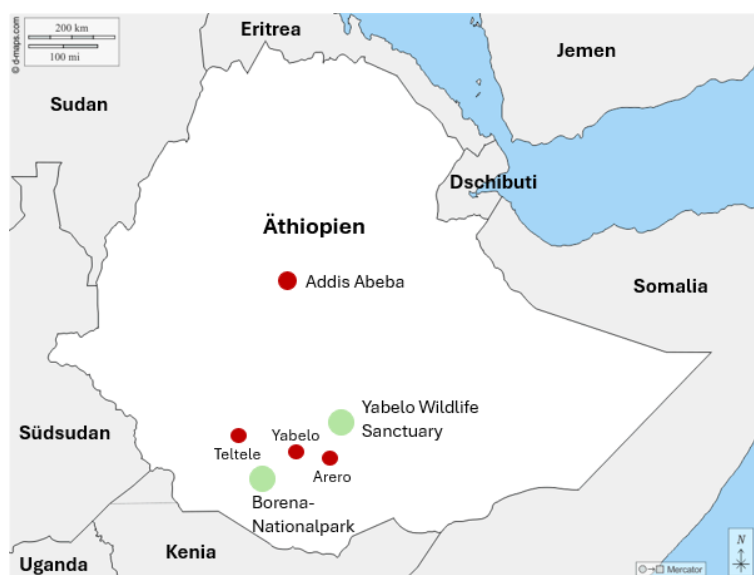 200 km
100 mi
© d-maps.com
Eritrea
Jemen
Sudan
Dschibuti
Äthiopien
Addis Abeba
Somalia
Yabelo Wildlife
Sanctuary
Yabelo
Südsudan
Teltele
Arero
Borena-
Nationalpark
N
Kenia
Uganda
Mercator